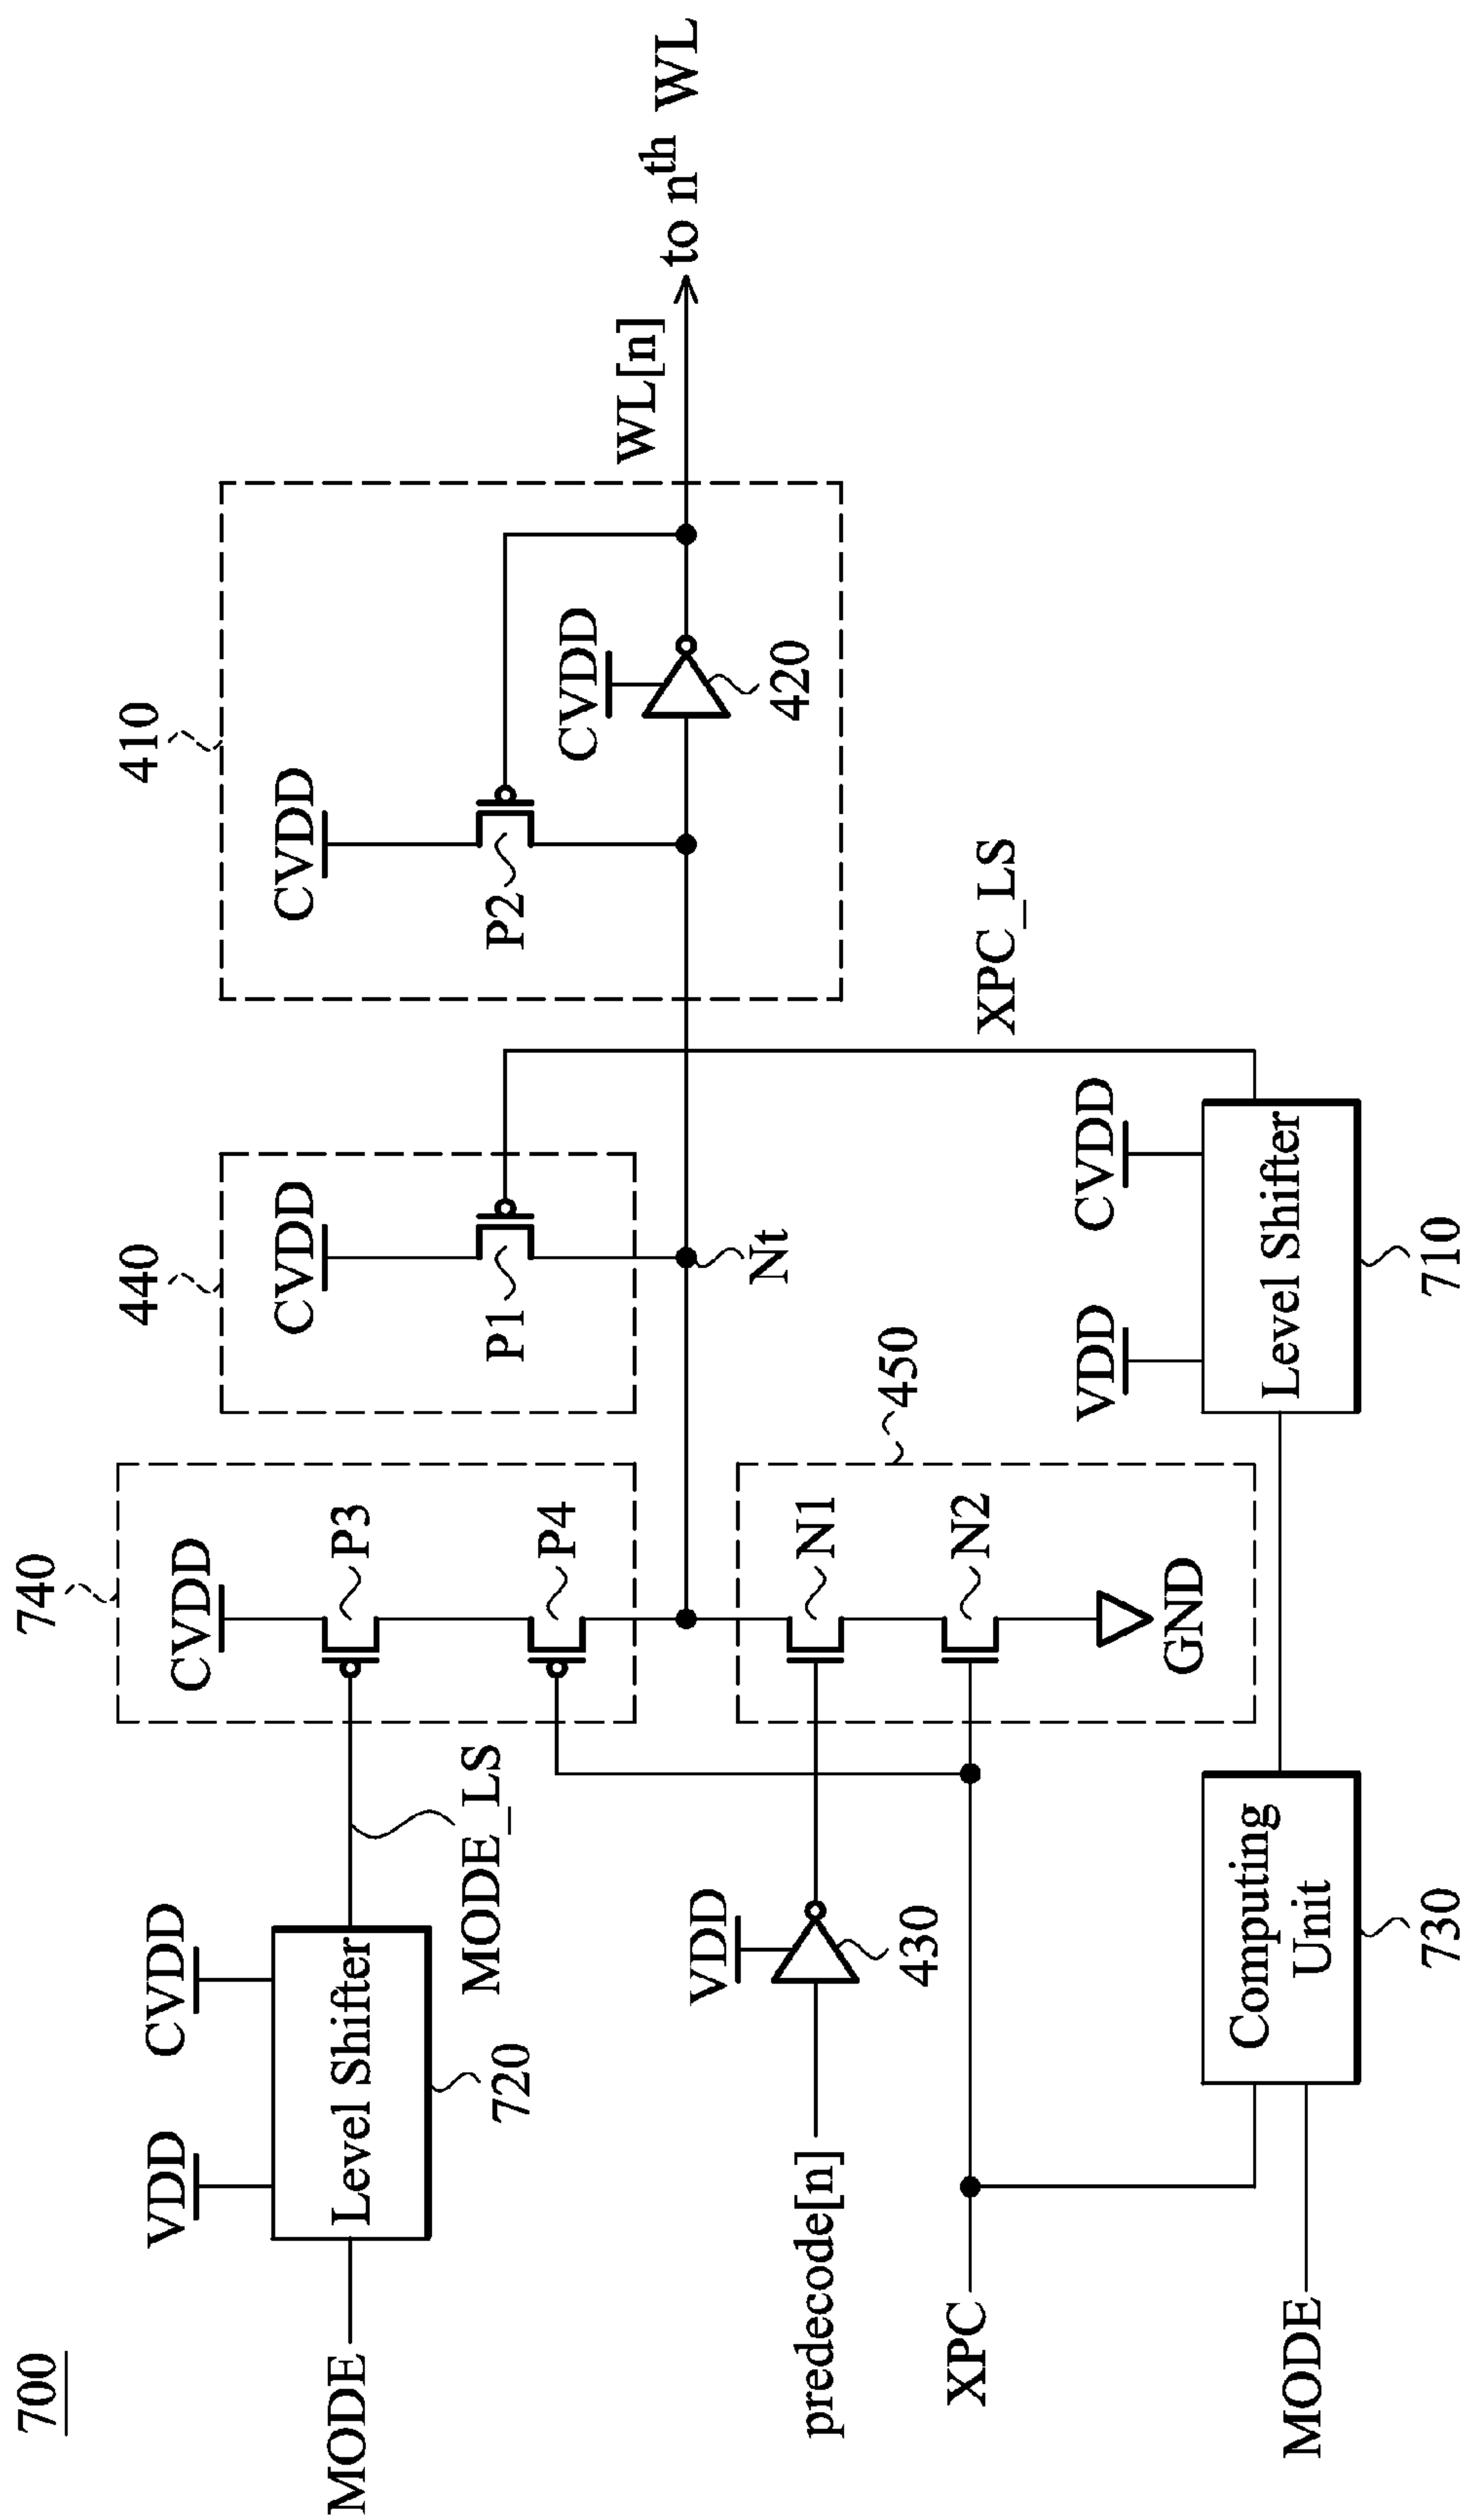 700
740
440
410
CVDD
CVDD
CVDD
VDD
CVDD
MODE
Level Shifter
P3
P1
P2
CVDD
MODE_LS
720
P4
WL[n]
to nth WL
VDD
Nt
420
predecode[n]
430
N1
450
XPC
N2
XPC_LS
GND
VDD
CVDD
MODE
Computing
Unit
Level Shifter
730
710